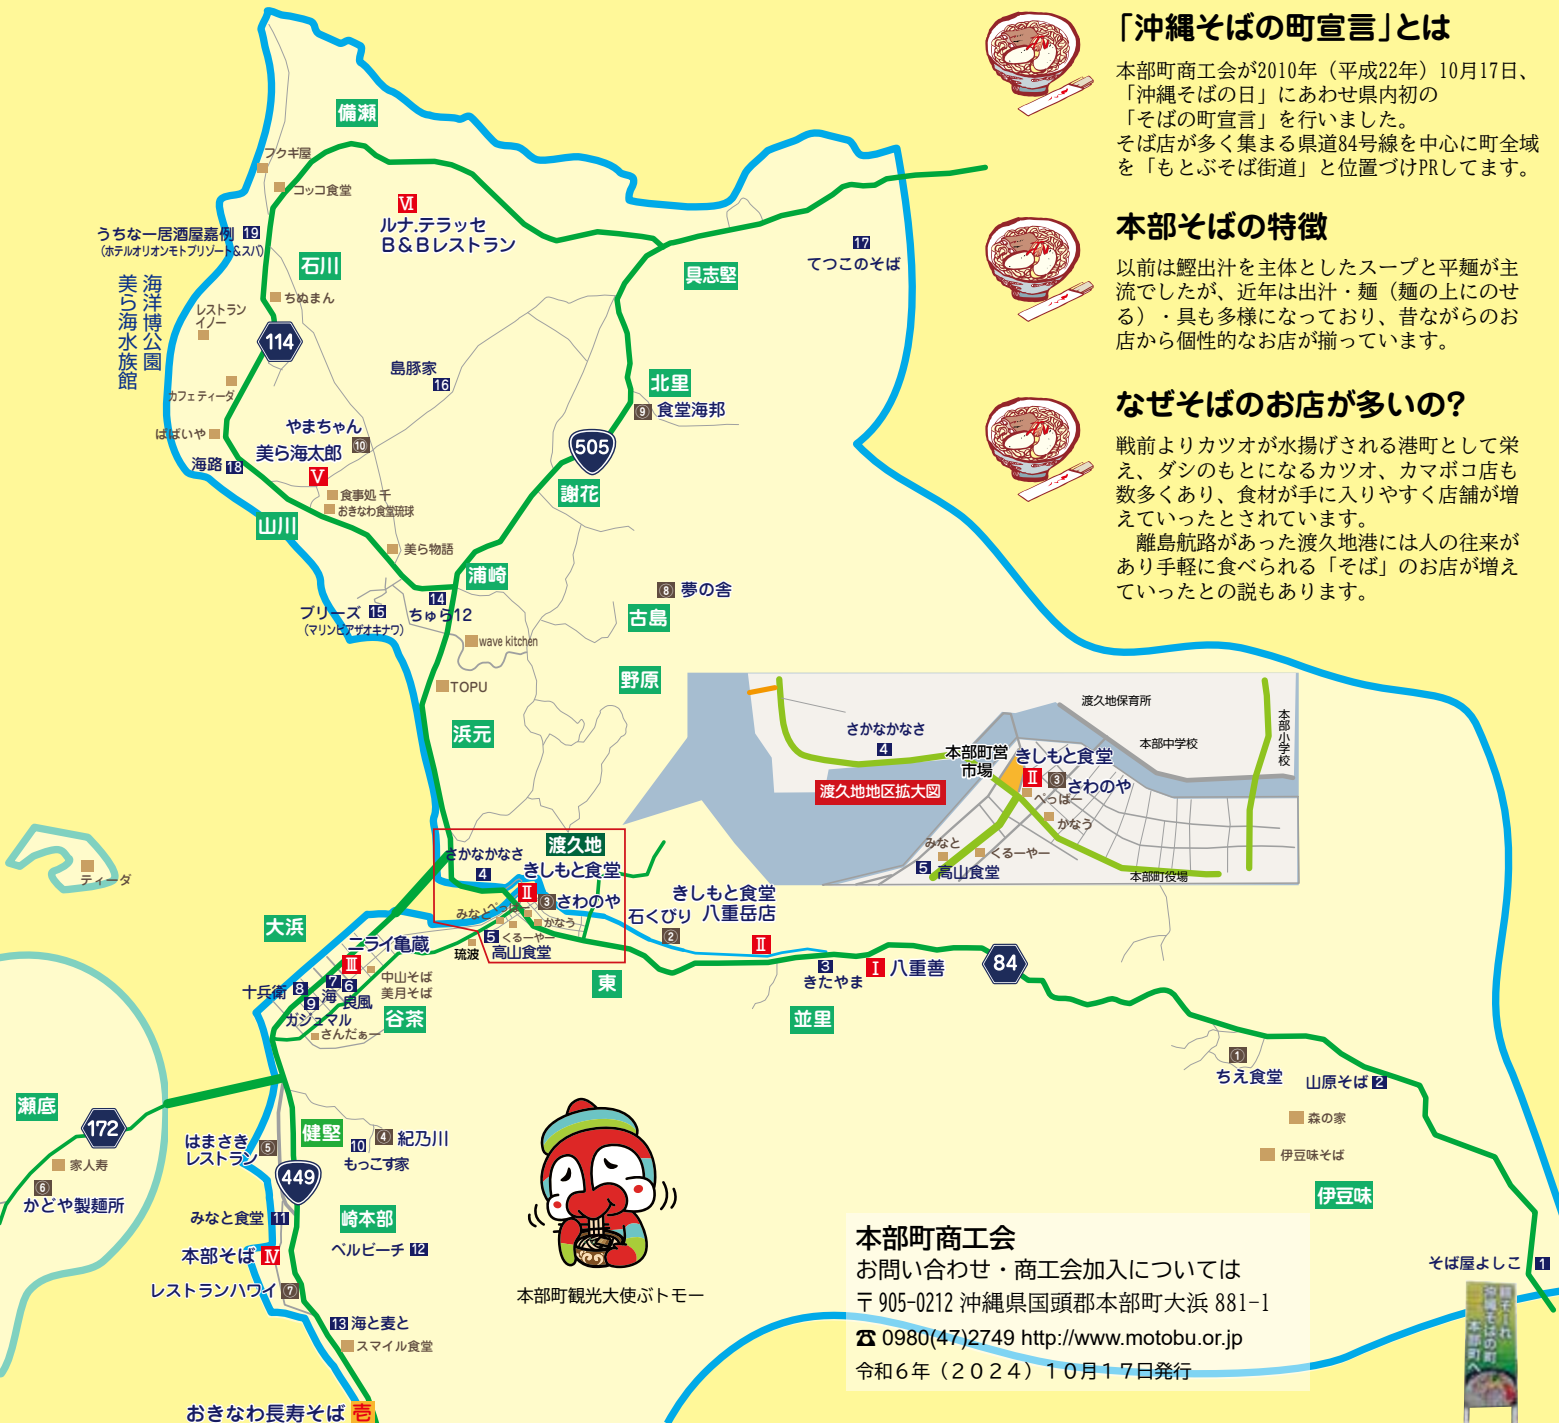 「沖縄そばの町宣言」とは
本部町商工会が2010年（平成22年）10月17日、
「沖縄そばの日」にあわせ県内初の
「そばの町宣言」を行いました。
そば店が多く集まる県道84号線を中心に町全域
を「もとぶそば街道」と位置づけPRしてます。
本部そばの特徴
以前は鰹出汁を主体としたスープと平麺が主
流でしたが、近年は出汁・麺（麺の上にのせ
る）・具も多様になっており、昔ながらのお
店から個性的なお店が揃っています。
なぜそばのお店が多いの?
戦前よりカツオが水揚げされる港町として栄
え、ダシのもとになるカツオ、カマボコ店も
数多くあり、食材が手に入りやすく店舗が増
えていったとされています。
　離島航路があった渡久地港には人の往来が
あり手軽に食べられる「そば」のお店が増え
ていったとの説もあります。
備瀬
フクギ屋
コッコ食堂
Ⅵ
ルナ.テラッセ
B&Bレストラン
うちなー居酒屋嘉例 19
（ホテルオリオンモトブリゾート&スパ）
石川
具志堅
17
てつこのそば
海洋博公園
美ら海水族館
ちぬまん
レストラン
イノー
114
島豚家
16
北里
⑨ 食堂海邦
カフェ ティーダ
ぱぱいや
やまちゃん
⑩
美ら海太郎
Ⅴ
海路 18
505
謝花
食事処 千
おきなわ食堂琉球
山川
美ら物語
浦崎
⑧ 夢の舎
14
ちゅら12
ブリーズ 15
（マリンピアザオキナワ）
古島
wave kitchen
野原
TOPU
浜元
渡久地保育所
本部中学校
本部小学校
さかなかなさ
4
本部町営
市場
きしもと食堂
Ⅱ
③
さわのや
ぺっぱー
かなう
渡久地地区拡大図
みなと
くるーやー
5
高山食堂
本部町役場
渡久地
さかなかなさ
4
きしもと食堂
Ⅱ
③さわのや
みなと
ぺっぱー
かなう
くるーやー
5
高山食堂
琉波
ティーダ
きしもと食堂
八重岳店
石くびり
②
Ⅱ
大浜
ニライ亀蔵
Ⅲ
中山そば
美月そば
十兵衛 8
7
海
6
良風
9
ガジュマル
さんだぁー
谷茶
東
3
きたやま
Ⅰ 八重善
84
並里
①
ちえ食堂
山原そば 2
森の家
伊豆味そば
伊豆味
そば屋よしこ 1
瀬底
172
家人寿
⑥
かどや製麺所
健堅
はまさき
レストラン
⑤
10
もっこす家
④ 紀乃川
449
みなと食堂 11
崎本部
本部そば Ⅳ
ベルビーチ 12
レストランハワイ ⑦
13 海と麦と
スマイル食堂
おきなわ長寿そば 壱
本部町観光大使ぶトモー
本部町商工会
お問い合わせ・商工会加入については
〒905-0212 沖縄県国頭郡本部町大浜 881-1
☎ 0980(47)2749 http://www.motobu.or.jp
令和６年（２０２４）１０月１７日発行
沖縄そばの町
本部町へ